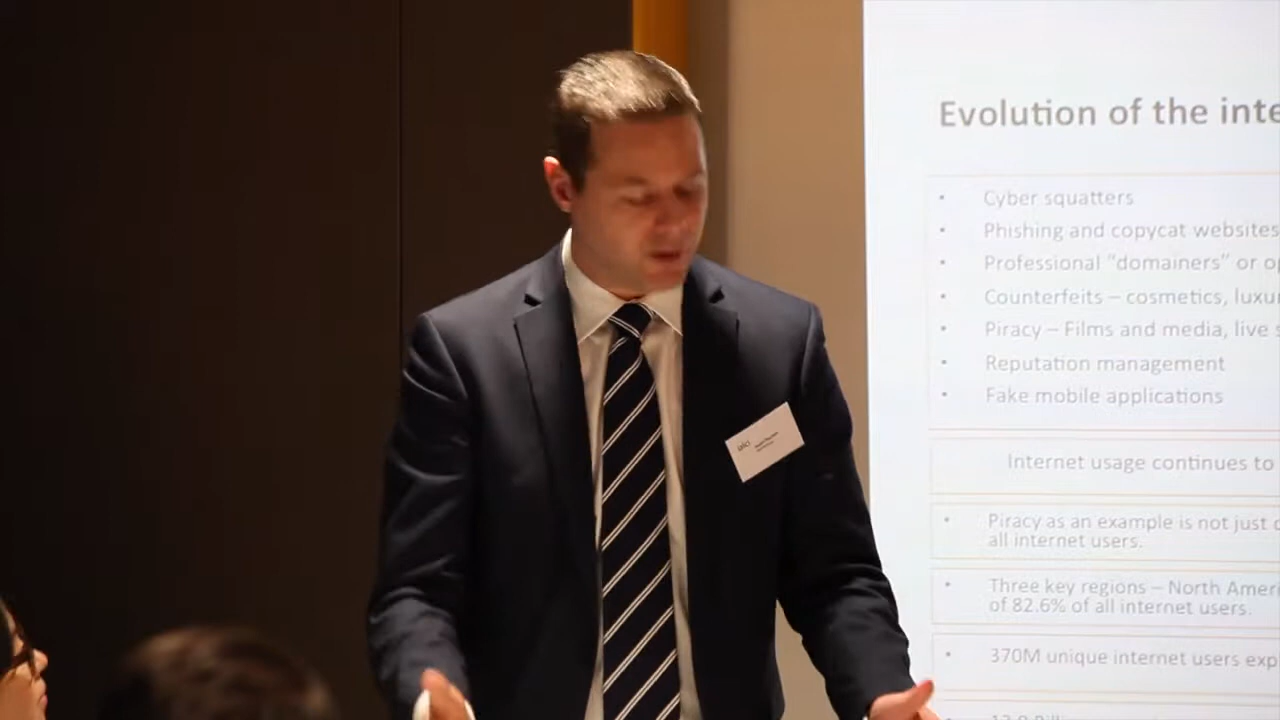 Evolution of the inte
• Cyber squatters
• Phishing and copycat websites
• Professional “domainers” or op
• Counterfeits – cosmetics, luxu
• Piracy – Films and media, live s
• Reputation management
• Fake mobile applications
Internet usage continues to
• Piracy as an example is not just
all internet users.
• Three key regions – North Ameri
of 82.6% of all internet users.
• 370M unique internet users exp